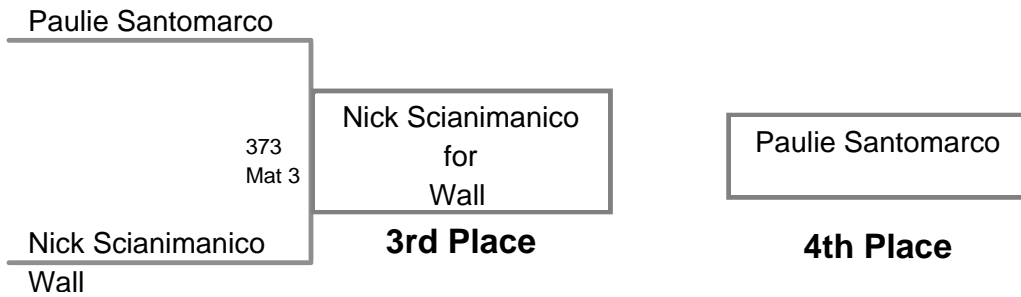 Paulie Santomarco
373
Mat 3
Nick Scianimanico
Wall
Nick Scianimanico
for
Wall
3rd Place
Paulie Santomarco
4th Place